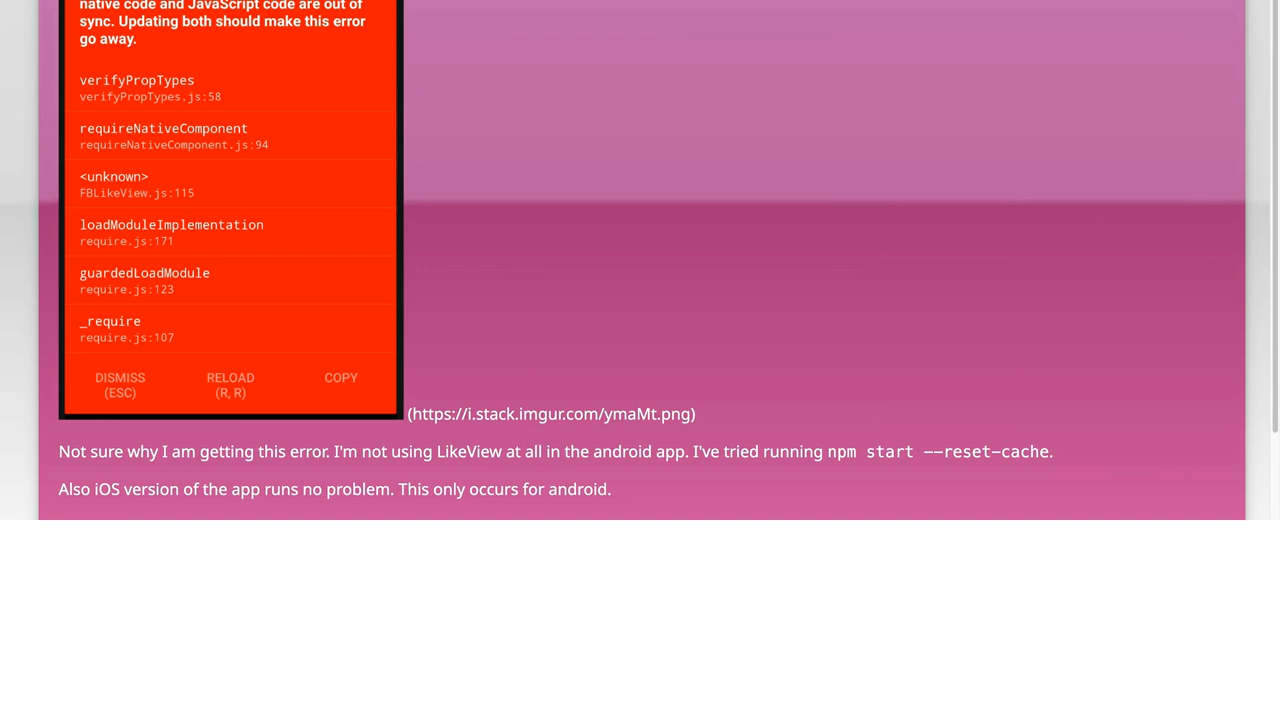 native code and JavaScript code are out of
sync. Updating both should make this error
go away.
verifyPropTypes
verifyPropTypes.js:58
requireNativeComponent
requireNativeComponent.js:94
<unknown>
FBLikeView.js:115
loadModuleImplementation
require.js:171
guardedLoadModule
require.js:123
_require
require.js:107
DISMISS RELOAD COPY
(ESC) (R, R)
(https://i.stack.imgur.com/ymaMt.png)
Not sure why I am getting this error. I'm not using LikeView at all in the android app. I've tried running npm start --reset-cache.
Also iOS version of the app runs no problem. This only occurs for android.